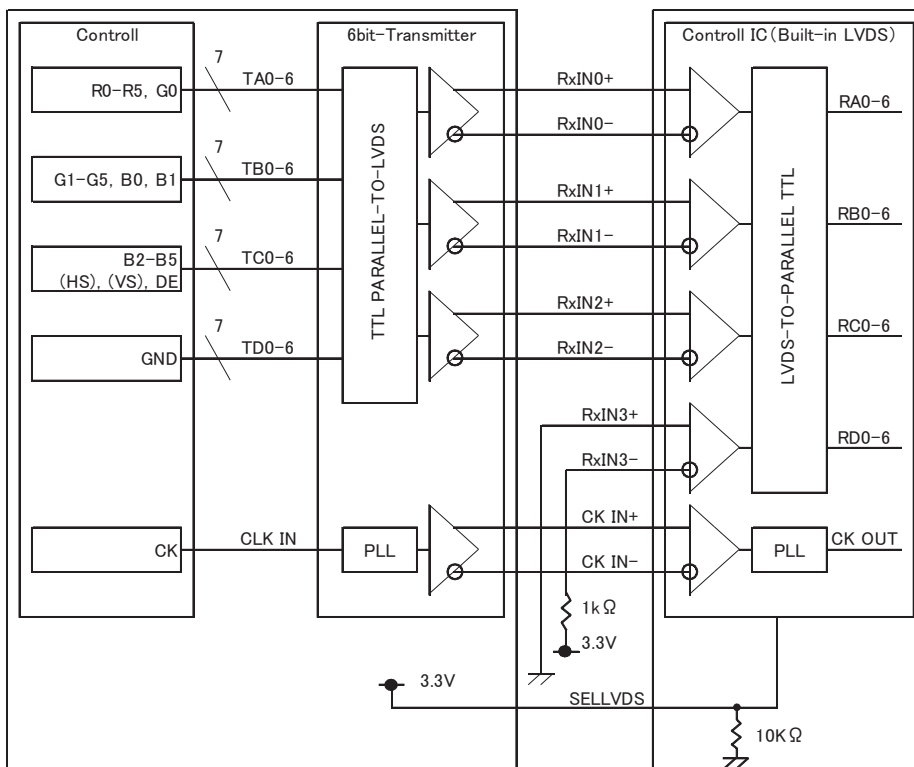 Controll
6bit-Transmitter
Controll IC(Built-in LVDS)
7
R0-R5, G0
TA0-6
RxIN0+
RA0-6
RxIN0-
7
G1-G5, B0, B1
TB0-6
RxIN1+
RB0-6
RxIN1-
7
B2-B5
(HS), (VS), DE
TC0-6
TTL PARALLEL-TO-LVDS
LVDS-TO-PARALLEL TTL
RxIN2+
RC0-6
RxIN2-
7
GND
TD0-6
RxIN3+
RD0-6
RxIN3-
CK
CLK IN
PLL
CK IN+
CK IN-
PLL
CK OUT
1kΩ
3.3V
3.3V
SELLVDS
10KΩ